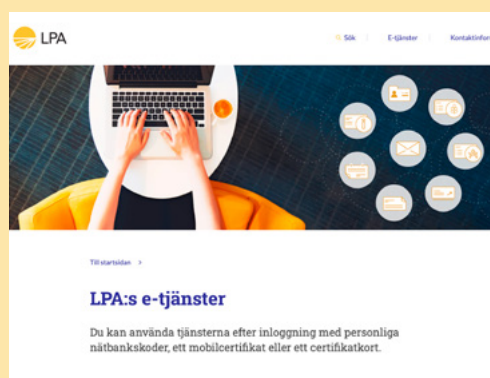 LPA
Sök
E-tjänster
Till startsidan >
LPA:s e-tjänster
Du kan använda tjänsterna efter inloggning med personliga
nätbankskoder, ett mobilcertifikat eller ett certifikatkort.